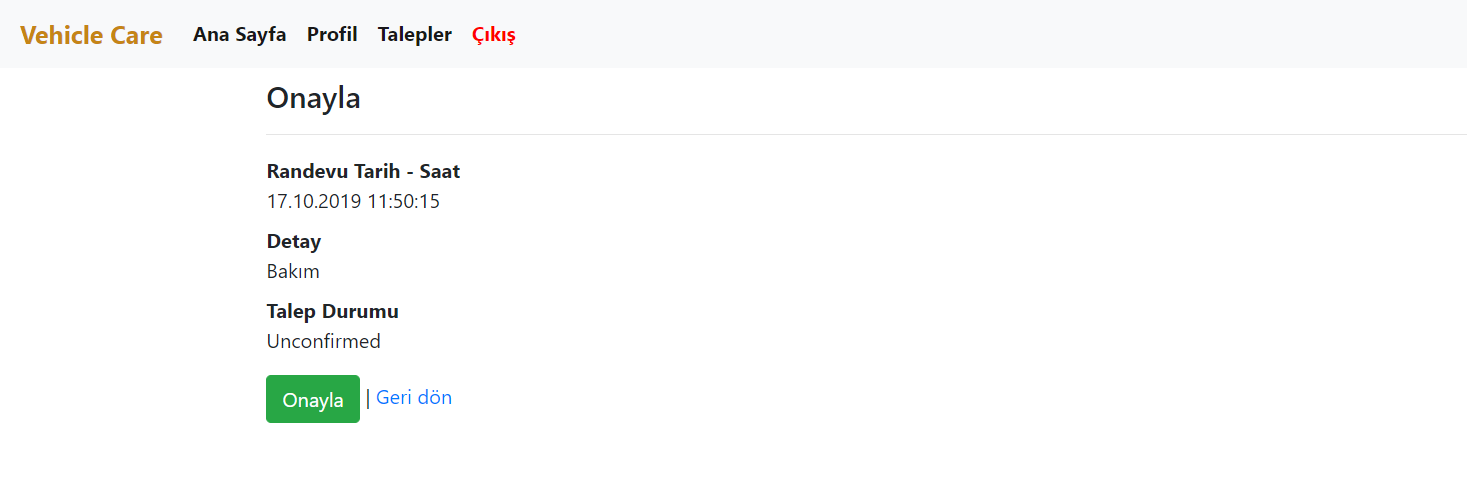 Vehicle Care Ana Sayfa Profil Talepler Çıkış
Onayla
Randevu Tarih - Saat
17.10.2019 11:50:15
Detay
Bakım
Talep Durumu
Unconfirmed
Onayla | Geri dön